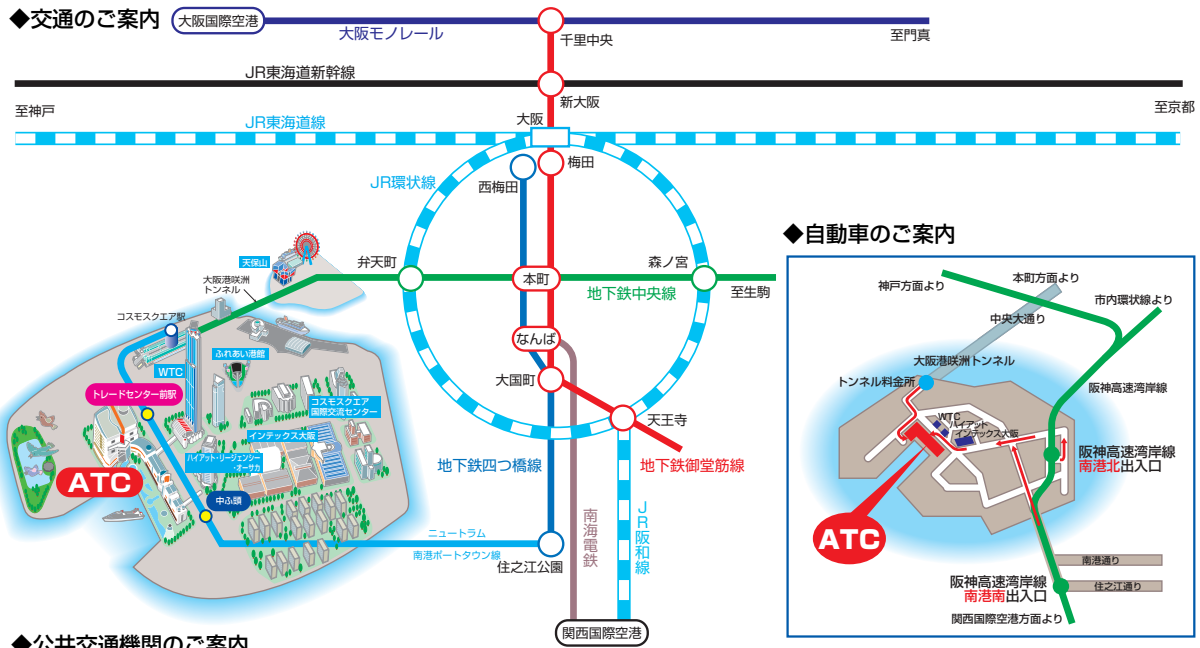 ◆交通のご案内
大阪国際空港
大阪モノレール
千里中央
至門真
JR東海道新幹線
新大阪
至神戸
至京都
JR東海道線
大阪
梅田
西梅田
JR環状線
弁天町
本町
森ノ宮
地下鉄中央線
至生駒
なんば
大国町
天王寺
地下鉄四つ橋線
地下鉄御堂筋線
南海電鉄
JR阪和線
ニュートラム
南港ポートタウン線
住之江公園
関西国際空港
天保山
大阪港咲洲
トンネル
コスモスクエア駅
WTC
ふれあい港館
トレードセンター前駅
コスモスクエア
国際交流センター
インテックス大阪
ハイアット・リージェンシー
・オーサカ
ATC
中ふ頭
◆自動車のご案内
神戸方面より
本町方面より
市内環状線より
中央大通り
大阪港咲洲トンネル
トンネル料金所
阪神高速湾岸線
WTC
ハイアット
インテックス大阪
阪神高速湾岸線
南港北出入口
ATC
南港通り
阪神高速湾岸線
南港南出入口
住之江通り
関西国際空港方面より
◆公共交通機関のご案内